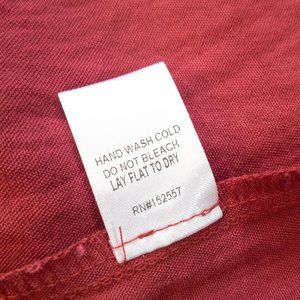 HAND WASH COLD
DO NOT BLEACH
LAY FLAT TO DRY
RN#152557